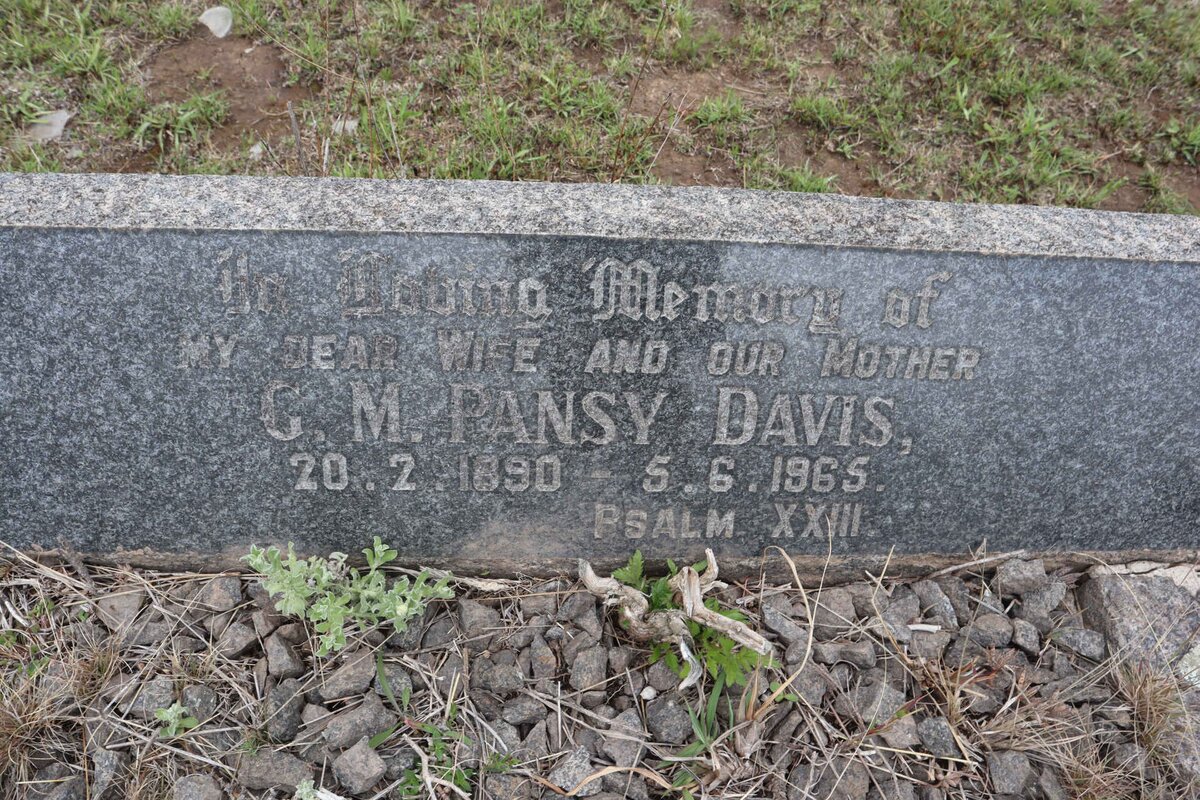 In Loving Memory of
MY DEAR WIFE AND OUR MOTHER
G. M. PANSY DAVIS,
20.2.1890 - 5.6.1965.
PSALM XXIII.